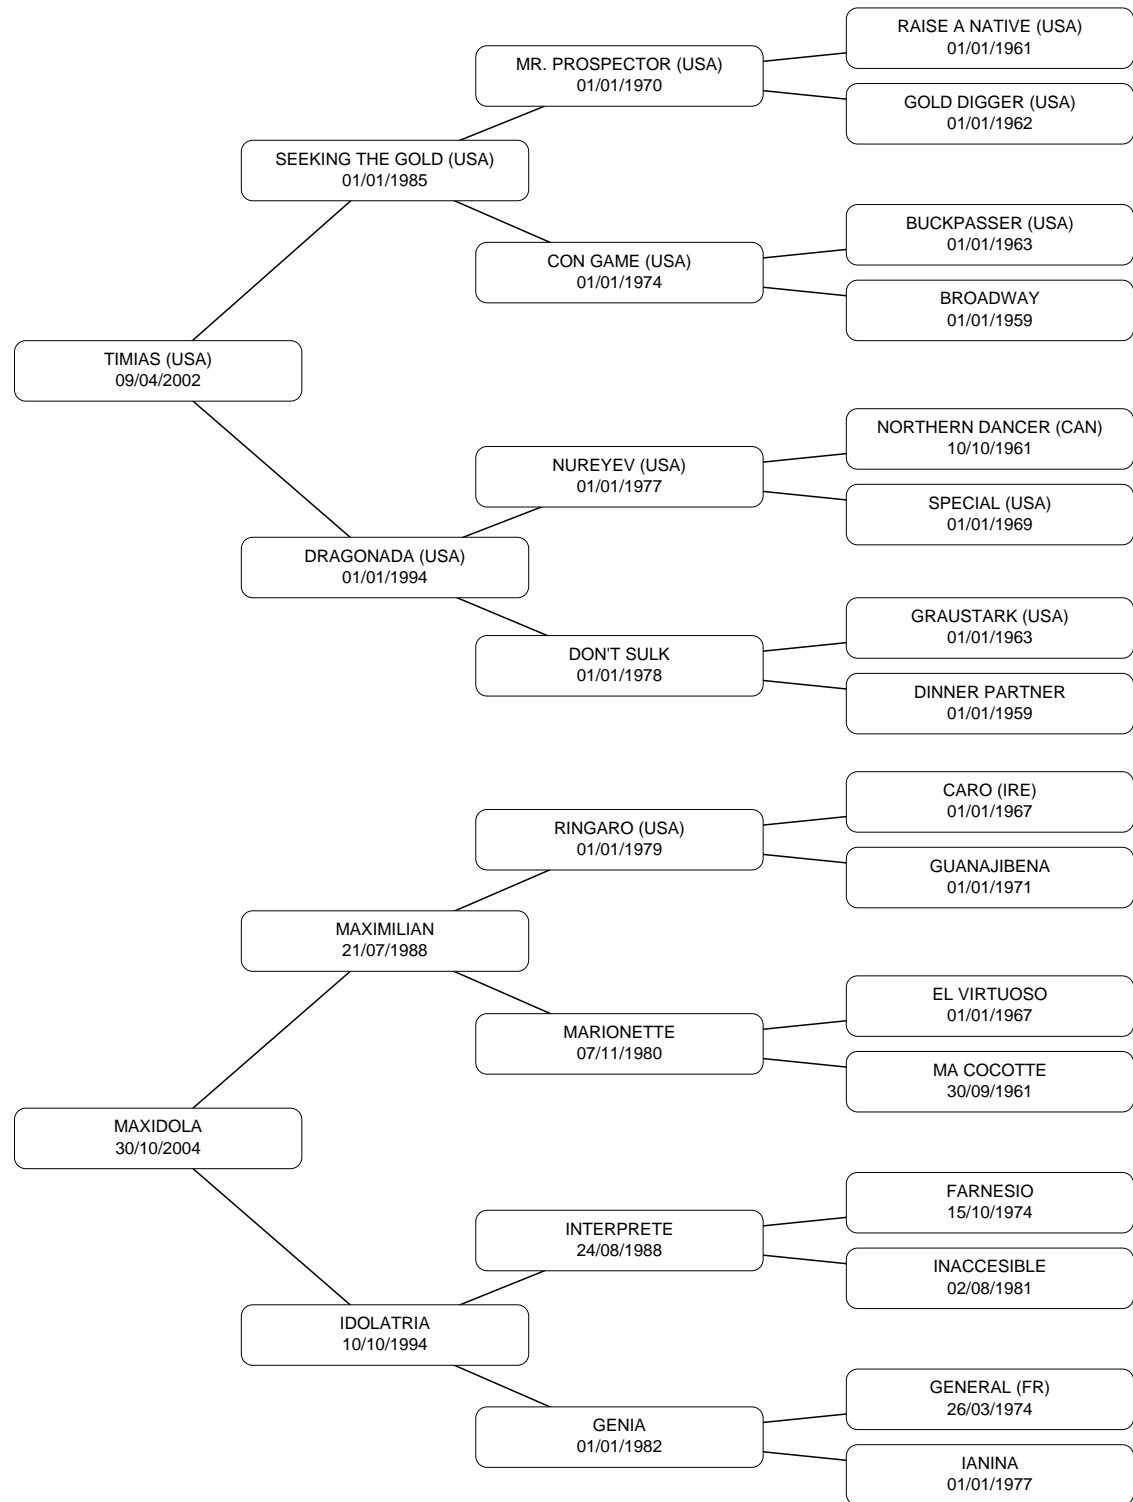 RAISE A NATIVE (USA)
01/01/1961
MR. PROSPECTOR (USA)
01/01/1970
GOLD DIGGER (USA)
01/01/1962
SEEKING THE GOLD (USA)
01/01/1985
BUCKPASSER (USA)
01/01/1963
CON GAME (USA)
01/01/1974
BROADWAY
01/01/1959
TIMIAS (USA)
09/04/2002
NORTHERN DANCER (CAN)
10/10/1961
NUREYEV (USA)
01/01/1977
SPECIAL (USA)
01/01/1969
DRAGONADA (USA)
01/01/1994
GRAUSTARK (USA)
01/01/1963
DON'T SULK
01/01/1978
DINNER PARTNER
01/01/1959
CARO (IRE)
01/01/1967
RINGARO (USA)
01/01/1979
GUANAJIBENA
01/01/1971
MAXIMILIAN
21/07/1988
EL VIRTUOSO
01/01/1967
MARIONETTE
07/11/1980
MA COCOTTE
30/09/1961
MAXIDOLA
30/10/2004
FARNESIO
15/10/1974
INTERPRETE
24/08/1988
INACCESIBLE
02/08/1981
IDOLATRIA
10/10/1994
GENERAL (FR)
26/03/1974
GENIA
01/01/1982
IANINA
01/01/1977